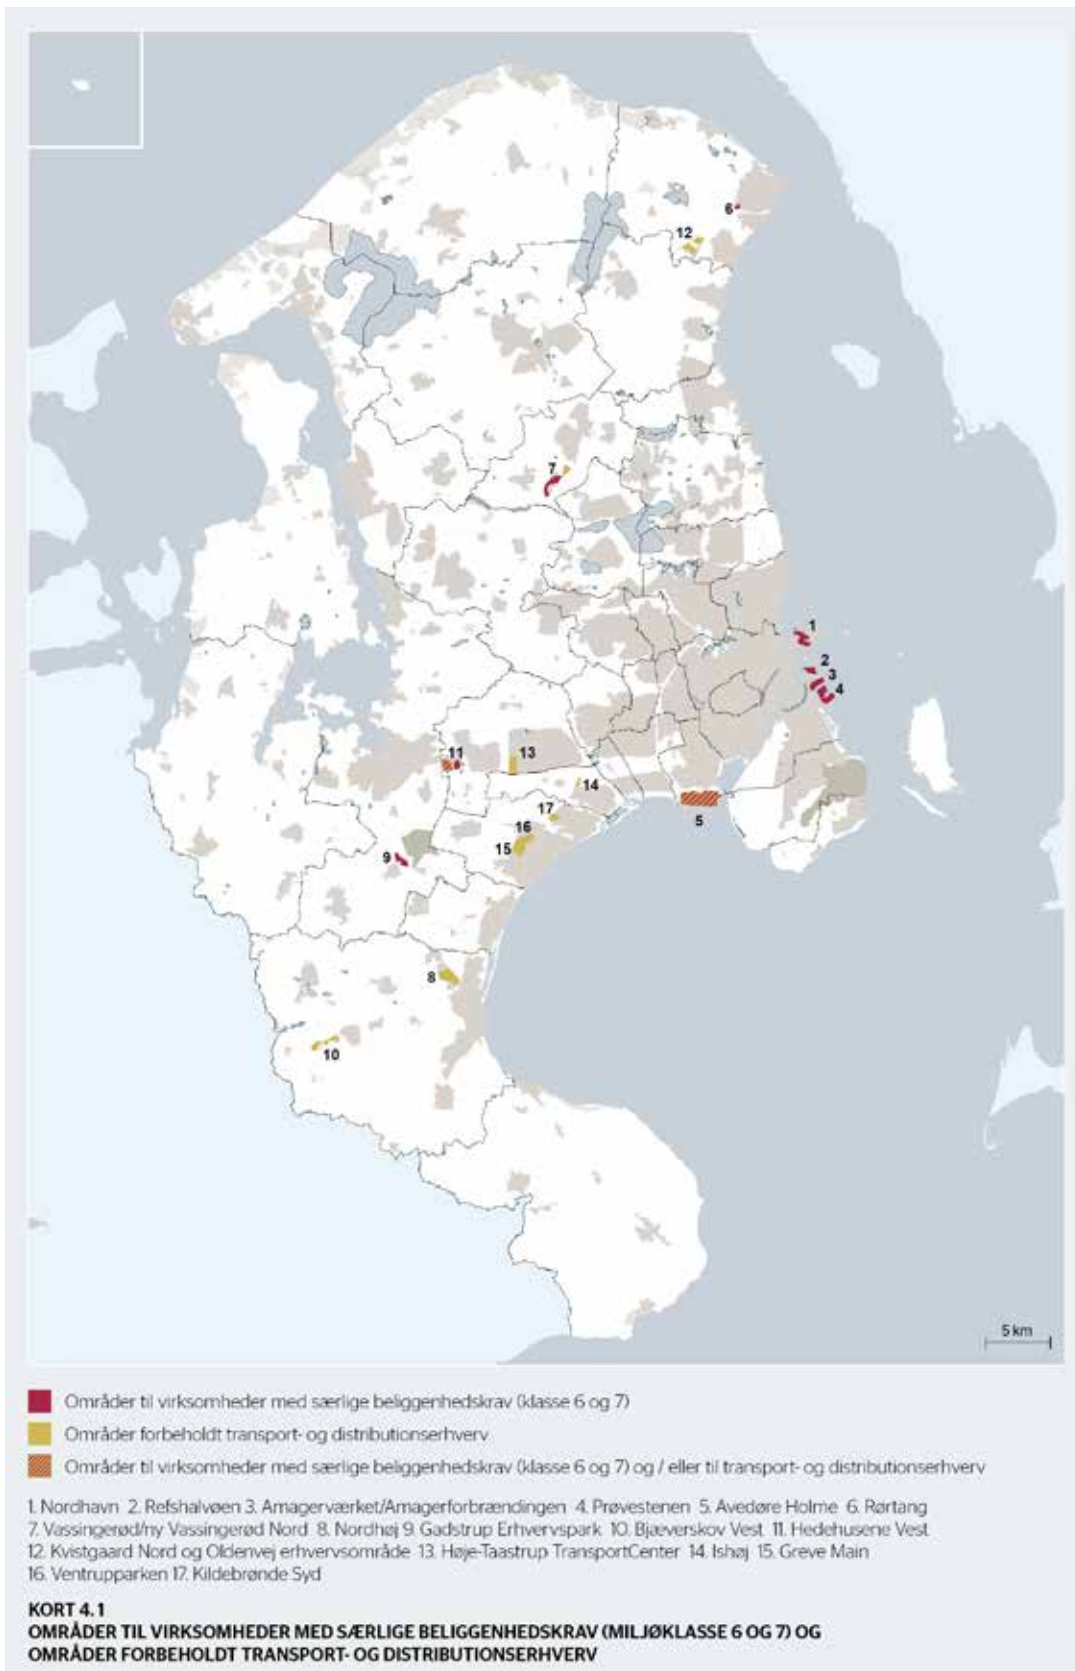 6
12
7
1
2
3
4
11
13
14
17
16
15
5
9
8
10
5 km
Områder til virksomheder med særlige beliggenhedskrav (klasse 6 og 7)
Områder forbeholdt transport- og distributionserhverv
Områder til virksomheder med særlige beliggenhedskrav (klasse 6 og 7) og / eller til transport- og distributionserhverv
1. Nordhavn 2. Refshalvøen 3. Amagerværket/Amagerforbrændingen 4. Prøvestenen 5. Avedøre Holme 6. Rørtang
7. Vassingerød/ny Vassingerød Nord 8. Nordhøj 9. Gadstrup Erhvervspark 10. Bjæverskov Vest 11. Hedehusene Vest
12. Kvistgaard Nord og Oldenvej erhvervsområde 13. Høje-Taastrup TransportCenter 14. Ishøj 15. Greve Main
16. Ventrupparken 17. Kildebrønde Syd
KORT 4.1
OMRÅDER TIL VIRKSOMHEDER MED SÆRLIGE BELIGGENHEDSKRAV (MILJØKLASSE 6 OG 7) OG
OMRÅDER FORBEHOLDT TRANSPORT- OG DISTRIBUTIONSERHVERV